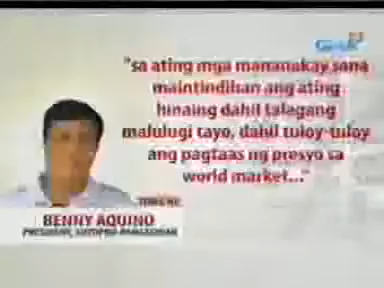 "sa ating mga mananakay sana
maintindihan ang ating
hinaing dahil talagang
malulugi tayo, dahil tuloy-tuloy
ang pagtaas ng presyo sa
world market..."
BENNY AQUINO
PRESIDENT,